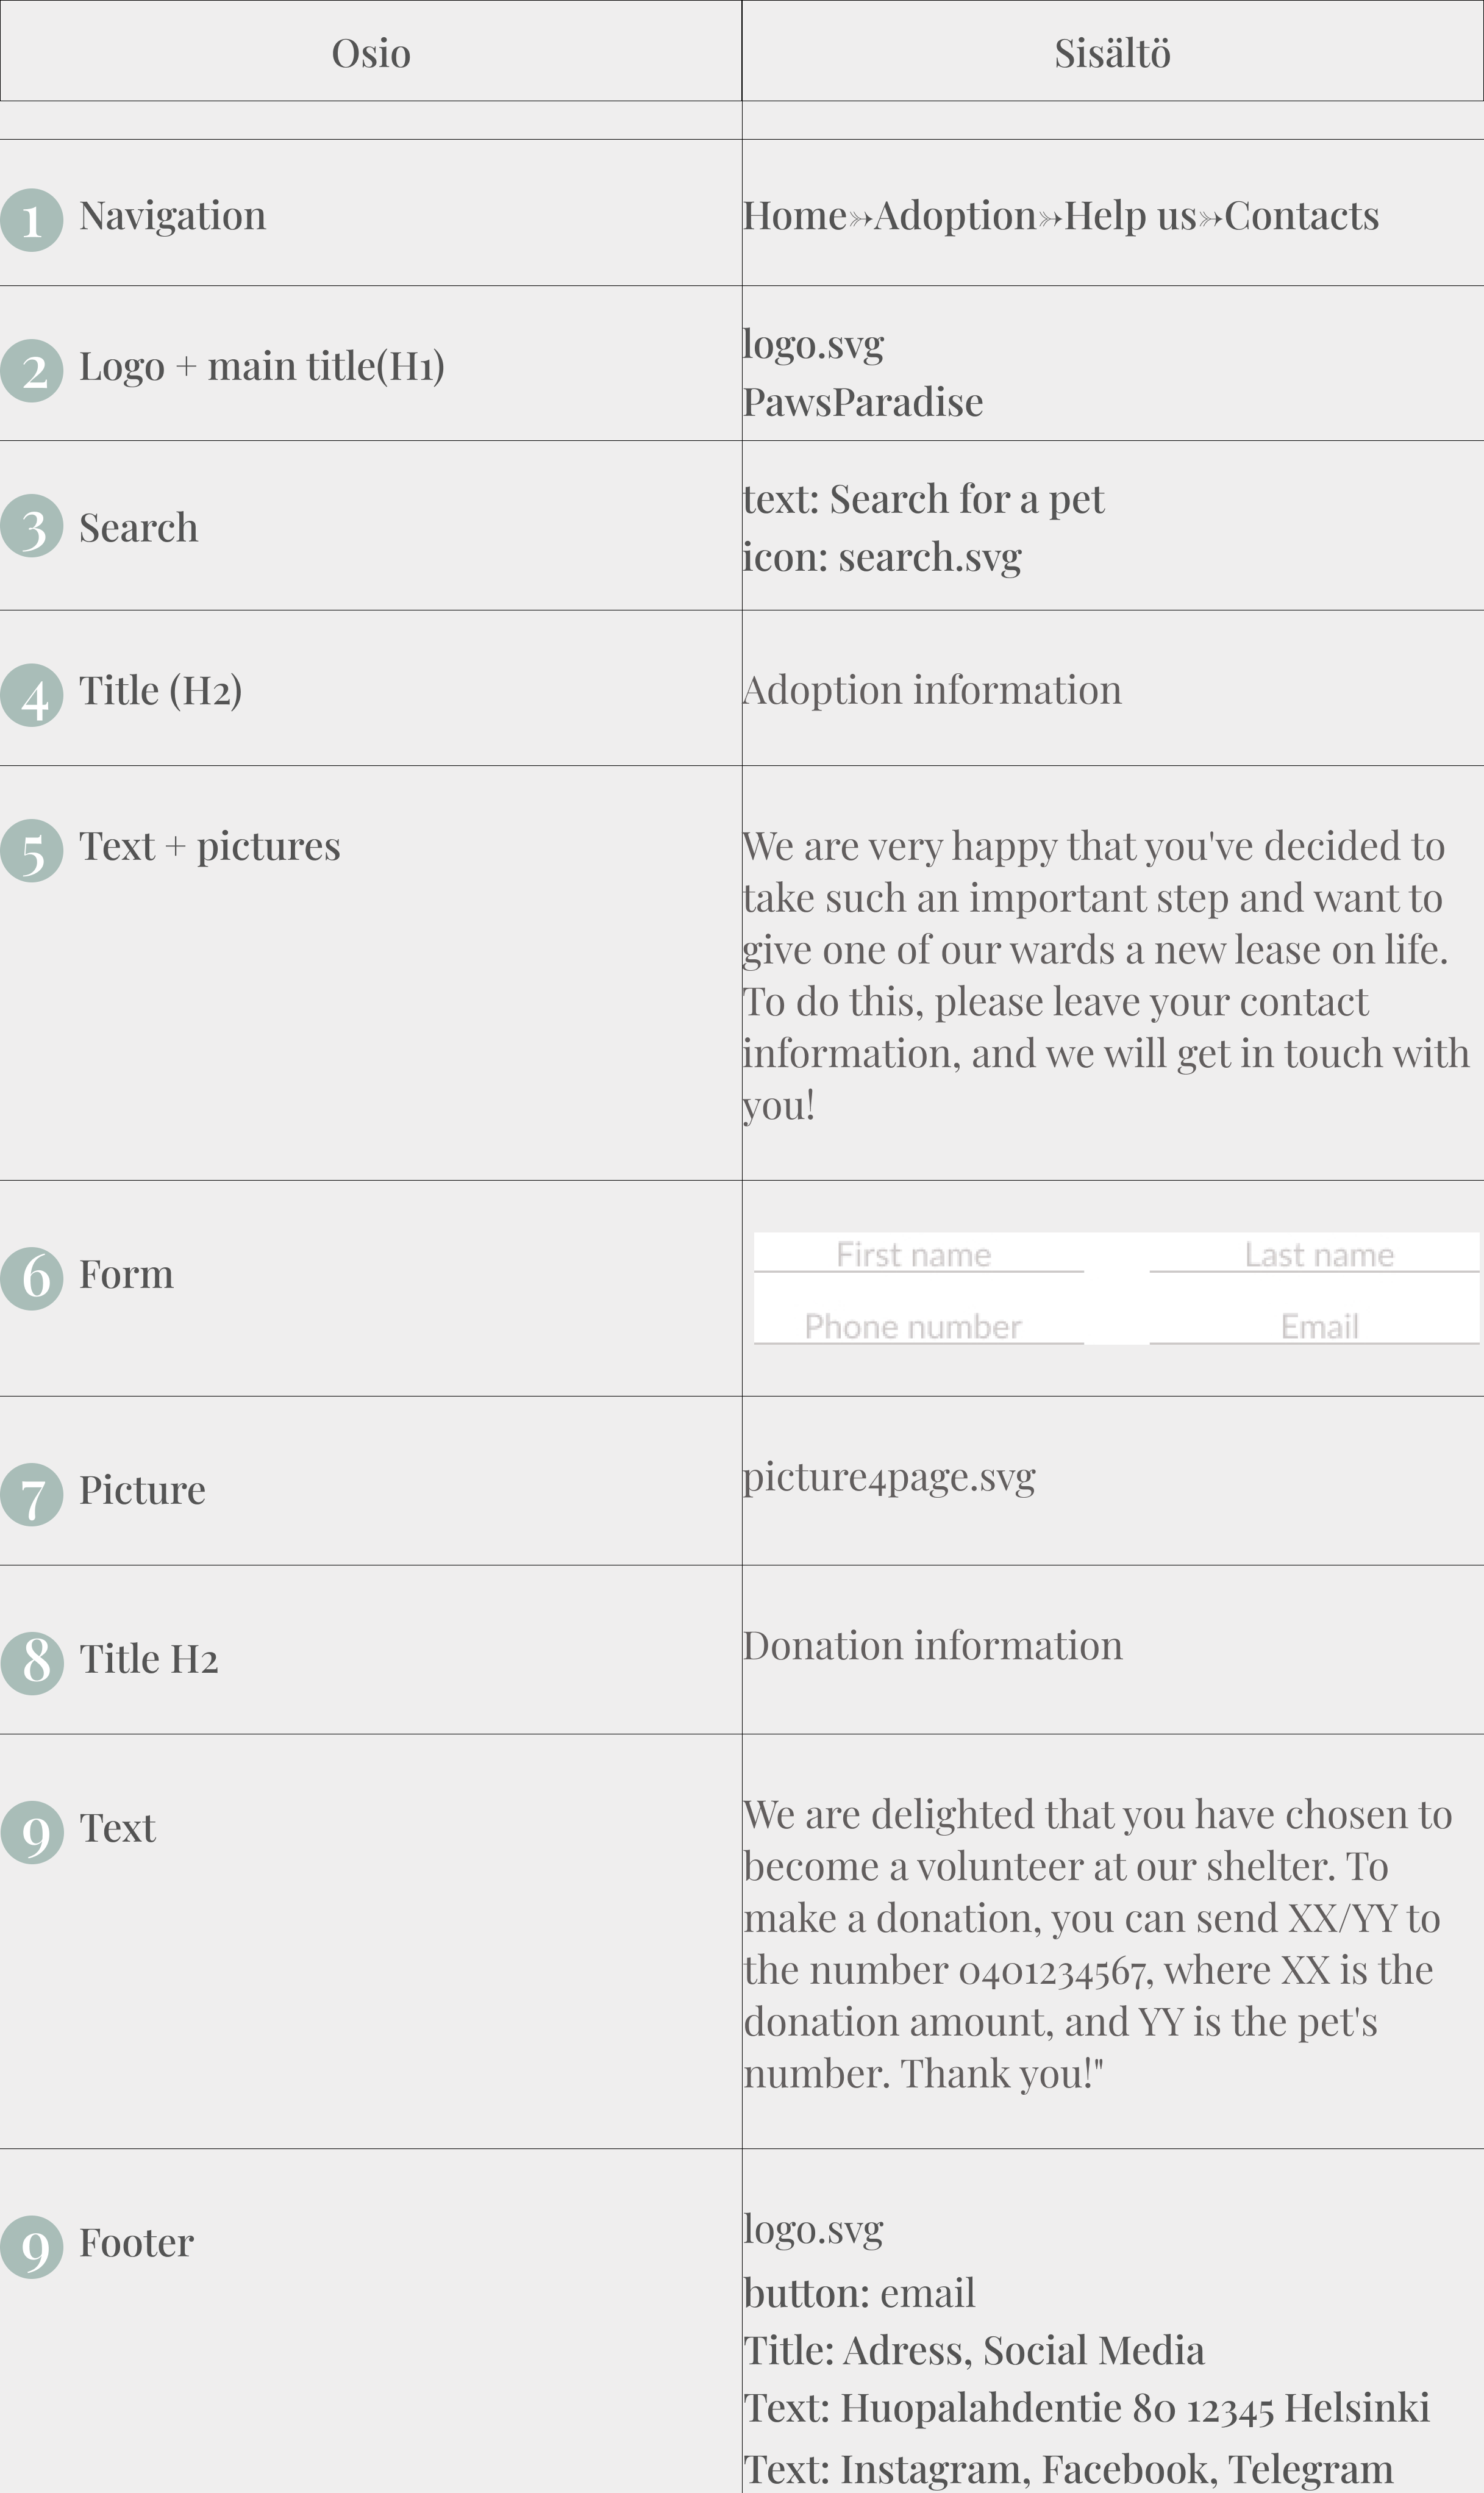 Osio
Sisältö
1 Navigation
Home➳Adoption➳Help us➳Contacts
2 Logo + main title(H1)
logo.svg
PawsParadise
3 Search
text: Search for a pet
icon: search.svg
4 Title (H2)
Adoption information
5 Text + pictures
We are very happy that you've decided to
take such an important step and want to
give one of our wards a new lease on life.
To do this, please leave your contact
information, and we will get in touch with
you!
6 Form
First name
Last name
Phone number
Email
7 Picture
picture4page.svg
8 Title H2
Donation information
9 Text
We are delighted that you have chosen to
become a volunteer at our shelter. To
make a donation, you can send XX/YY to
the number 0401234567, where XX is the
donation amount, and YY is the pet's
number. Thank you!"
9 Footer
logo.svg
button: email
Title: Adress, Social Media
Text: Huopalahdentie 80 12345 Helsinki
Text: Instagram, Facebook, Telegram